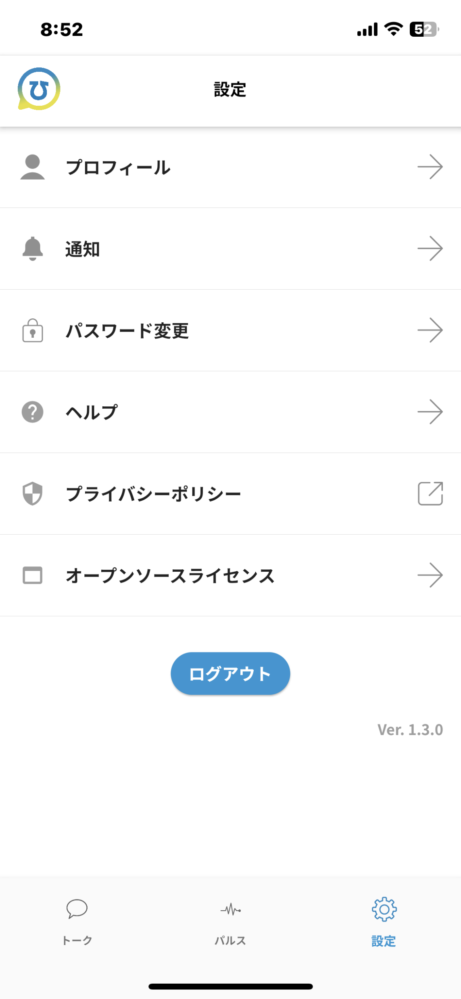 8:52
52
ひ
設定
プロフィール
通知
パスワード変更
ヘルプ
プライバシーポリシー
オープンソースライセンス
ログアウト
Ver. 1.3.0
トーク
パルス
設定